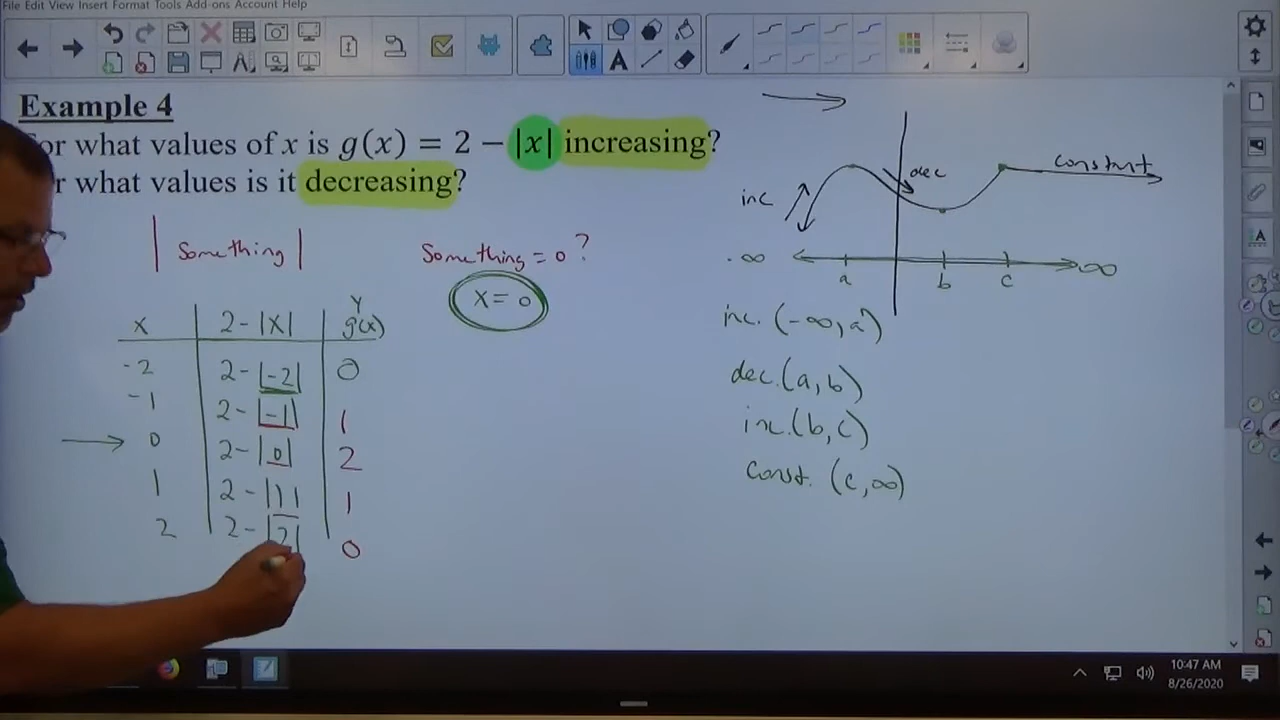 File Edit View Insert Format Tools Add-ons Account Help
Example 4
or what values of x is g(x) = 2 − |x| increasing?
r what values is it decreasing?
| Something |
Something = 0 ?
x = 0
x 2-|x| y g(x)
-2 2-|-2| 0
-1 2-|-1| 1
0 2-|0| 2
1 2-|1| 1
2 2-|2| 0
inc
dec
constant
-∞ a b c ∞
inc. (-∞, a)
dec. (a, b)
inc. (b, c)
const. (c, ∞)
10:47 AM
8/26/2020